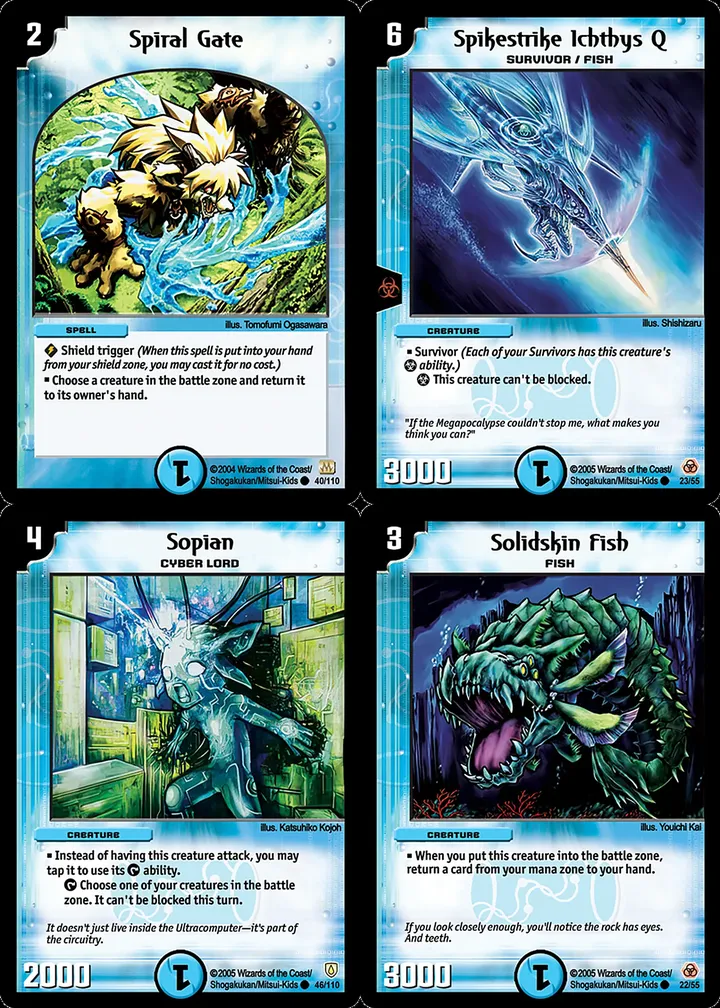 2
Spiral Gate
illus. Tomofumi Ogasawara
SPELL
Shield trigger (When this spell is put into your hand
from your shield zone, you may cast it for no cost.)
▪ Choose a creature in the battle zone and return it
to its owner's hand.
©2004 Wizards of the Coast/
Shogakukan/Mitsui-Kids ● 40/110
6
Spikestrike Ichthys Q
SURVIVOR / FISH
illus. Shishizaru
CREATURE
▪ Survivor (Each of your Survivors has this creature's
ability.)
This creature can't be blocked.
"If the Megapocalypse couldn't stop me, what makes you
think you can?"
3000
©2005 Wizards of the Coast/
Shogakukan/Mitsui-Kids ● 23/55
4
Sopian
CYBER LORD
illus. Katsuhiko Kojoh
CREATURE
▪ Instead of having this creature attack, you may
tap it to use its ability.
Choose one of your creatures in the battle
zone. It can't be blocked this turn.
It doesn't just live inside the Ultracomputer—it's part of
the circuitry.
2000
©2005 Wizards of the Coast/
Shogakukan/Mitsui-Kids ● 46/110
3
Solidskin Fish
FISH
illus. Youichi Kai
CREATURE
▪ When you put this creature into the battle zone,
return a card from your mana zone to your hand.
If you look closely enough, you'll notice the rock has eyes.
And teeth.
3000
©2005 Wizards of the Coast/
Shogakukan/Mitsui-Kids ● 22/55